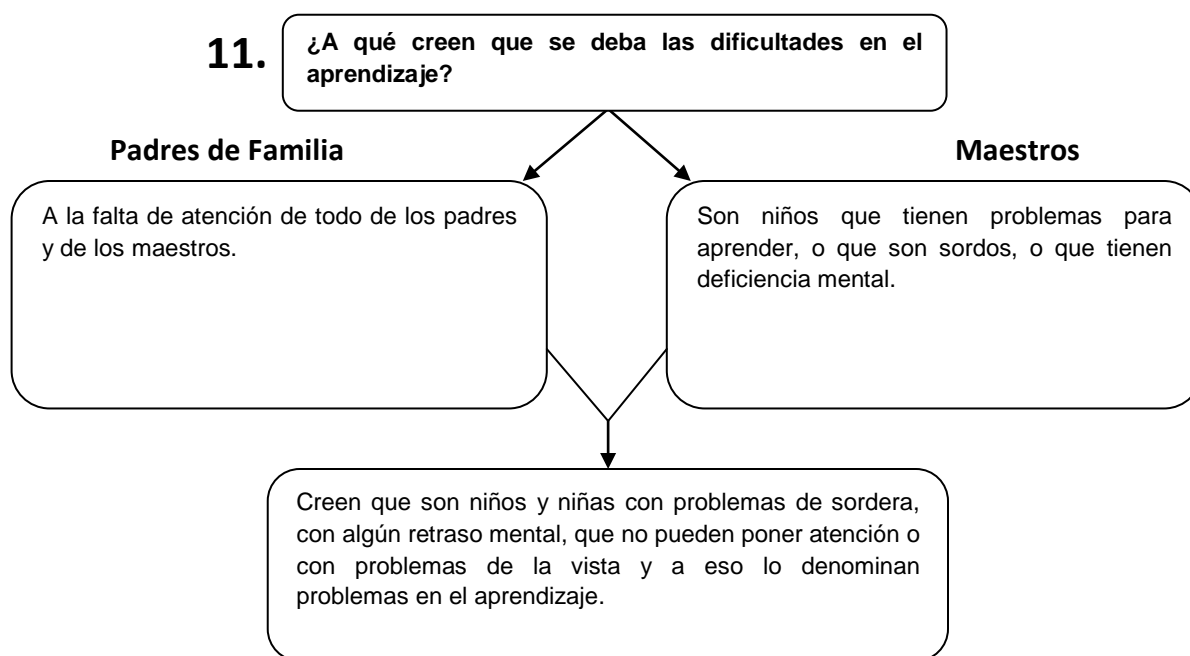 11.
¿A qué creen que se deba las dificultades en el
aprendizaje?
Padres de Familia
Maestros
A la falta de atención de todo de los padres
y de los maestros.
Son niños que tienen problemas para
aprender, o que son sordos, o que tienen
deficiencia mental.
Creen que son niños y niñas con problemas de sordera,
con algún retraso mental, que no pueden poner atención o
con problemas de la vista y a eso lo denominan
problemas en el aprendizaje.